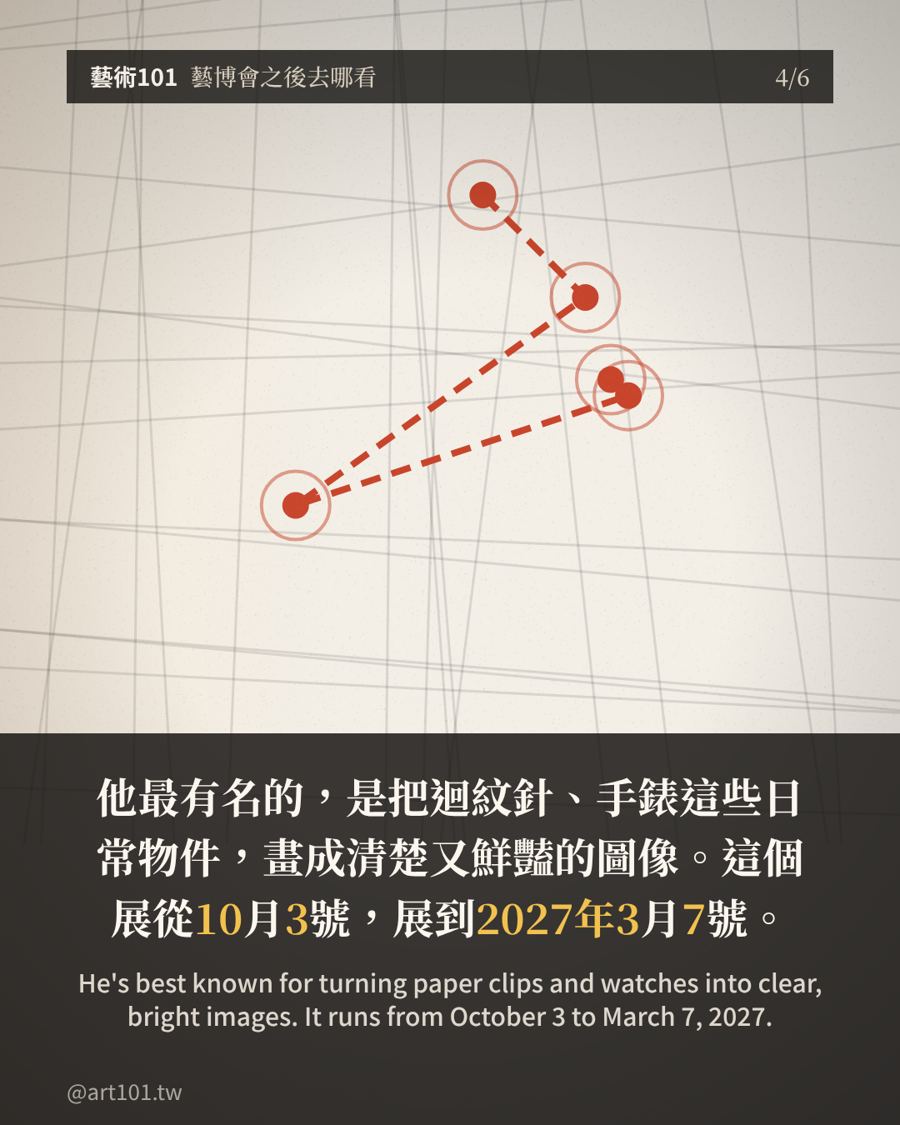 藝術101 藝博會之後去哪看 4/6
他最有名的，是把迴紋針、手錶這些日
常物件，畫成清楚又鮮豔的圖像。這個
展從10月3號，展到2027年3月7號。
He's best known for turning paper clips and watches into clear,
bright images. It runs from October 3 to March 7, 2027.
@art101.tw